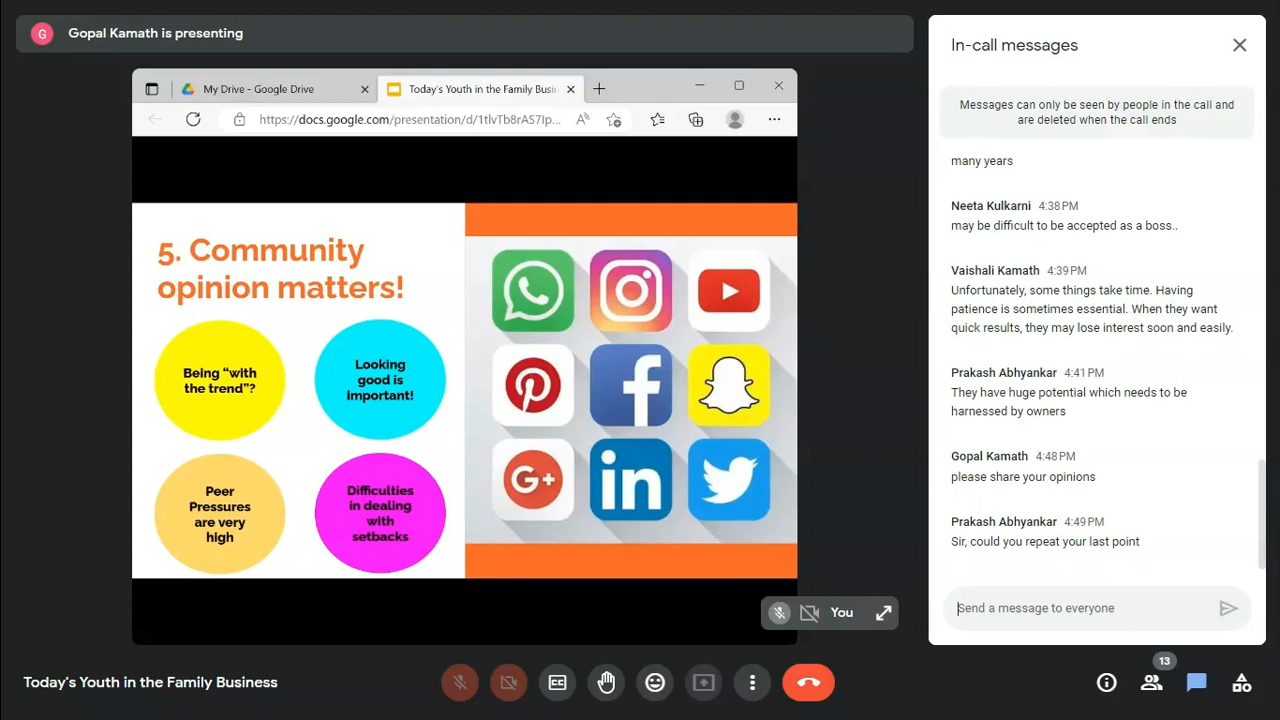 G
Gopal Kamath is presenting
My Drive - Google Drive
Today's Youth in the Family Busin
https://docs.google.com/presentation/d/1tlvTb8rAS7Ip...
5. Community
opinion matters!
Being “with
the trend”?
Looking
good is
important!
Peer
Pressures
are very
high
Difficulties
in dealing
with
setbacks
G+
in
You
In-call messages
Messages can only be seen by people in the call and
are deleted when the call ends
many years
Neeta Kulkarni 4:38 PM
may be difficult to be accepted as a boss..
Vaishali Kamath 4:39 PM
Unfortunately, some things take time. Having
patience is sometimes essential. When they want
quick results, they may lose interest soon and easily.
Prakash Abhyankar 4:41 PM
They have huge potential which needs to be
harnessed by owners
Gopal Kamath 4:48 PM
please share your opinions
Prakash Abhyankar 4:49 PM
Sir, could you repeat your last point
Send a message to everyone
Today's Youth in the Family Business
CC
13